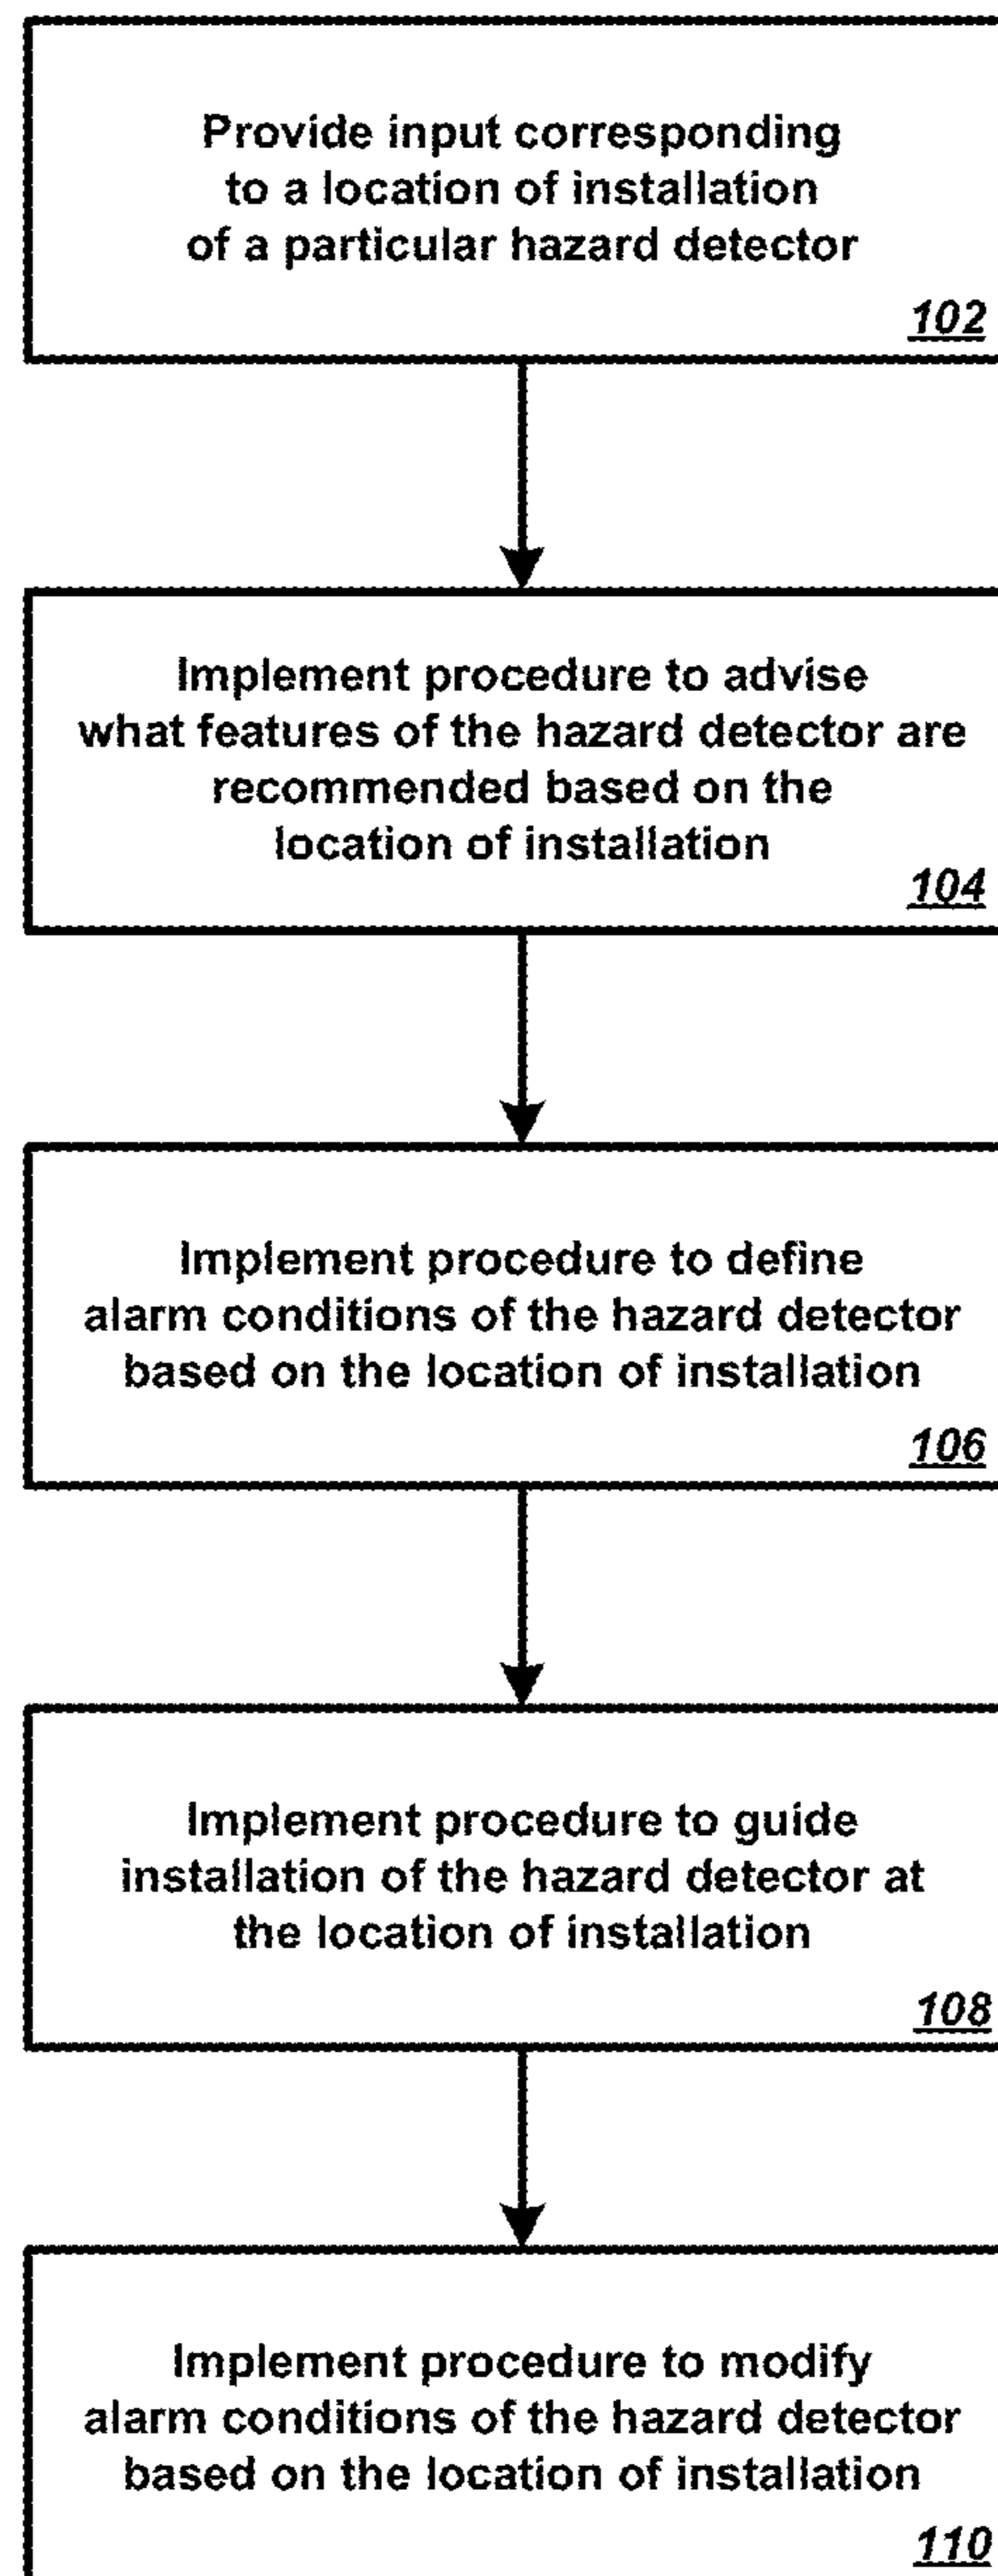 Provide input corresponding
to a location of installation
of a particular hazard detector
102
Implement procedure to advise
what features of the hazard detector are
recommended based on the
location of installation
104
Implement procedure to define
alarm conditions of the hazard detector
based on the location of installation
106
Implement procedure to guide
installation of the hazard detector at
the location of installation
108
Implement procedure to modify
alarm conditions of the hazard detector
based on the location of installation
110